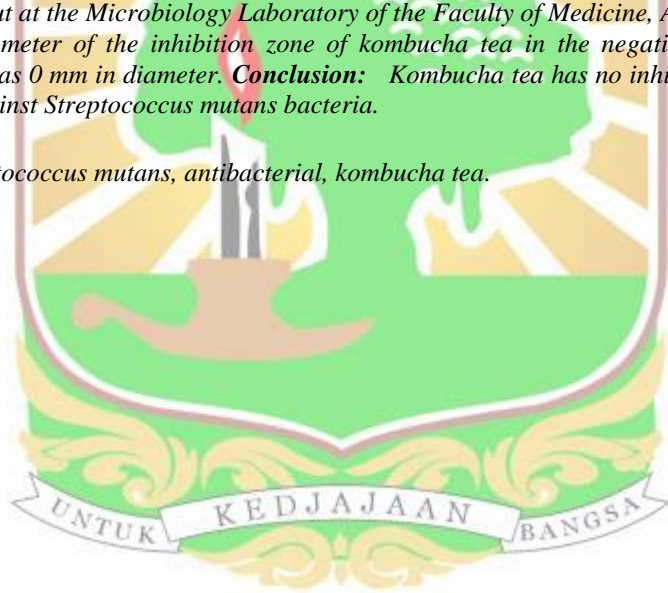 ut at the Microbiology Laboratory of the Faculty of Medicine, A
meter of the inhibition zone of kombucha tea in the negati
as 0 mm in diameter. Conclusion: Kombucha tea has no inhi
inst Streptococcus mutans bacteria.
tococcus mutans, antibacterial, kombucha tea.
UNTUK KEDJAJAAN BANGSA